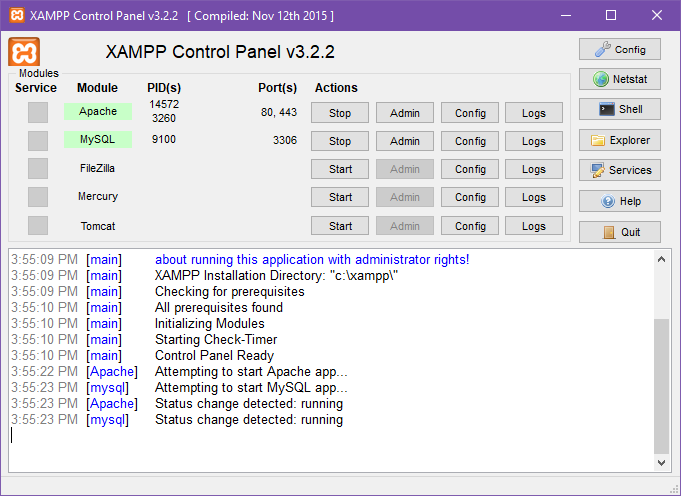 XAMPP Control Panel v3.2.2 [ Compiled: Nov 12th 2015 ]
XAMPP Control Panel v3.2.2
Config
Modules
Service Module PID(s) Port(s) Actions
Netstat
Apache 14572 3260 80, 443 Stop Admin Config Logs
Shell
MySQL 9100 3306 Stop Admin Config Logs
Explorer
FileZilla Start Admin Config Logs
Services
Mercury Start Admin Config Logs
Help
Tomcat Start Admin Config Logs
Quit
3:55:09 PM [main] about running this application with administrator rights!
3:55:09 PM [main] XAMPP Installation Directory: "c:\xampp\"
3:55:09 PM [main] Checking for prerequisites
3:55:10 PM [main] All prerequisites found
3:55:10 PM [main] Initializing Modules
3:55:10 PM [main] Starting Check-Timer
3:55:10 PM [main] Control Panel Ready
3:55:22 PM [Apache] Attempting to start Apache app...
3:55:23 PM [mysql] Attempting to start MySQL app...
3:55:23 PM [Apache] Status change detected: running
3:55:23 PM [mysql] Status change detected: running